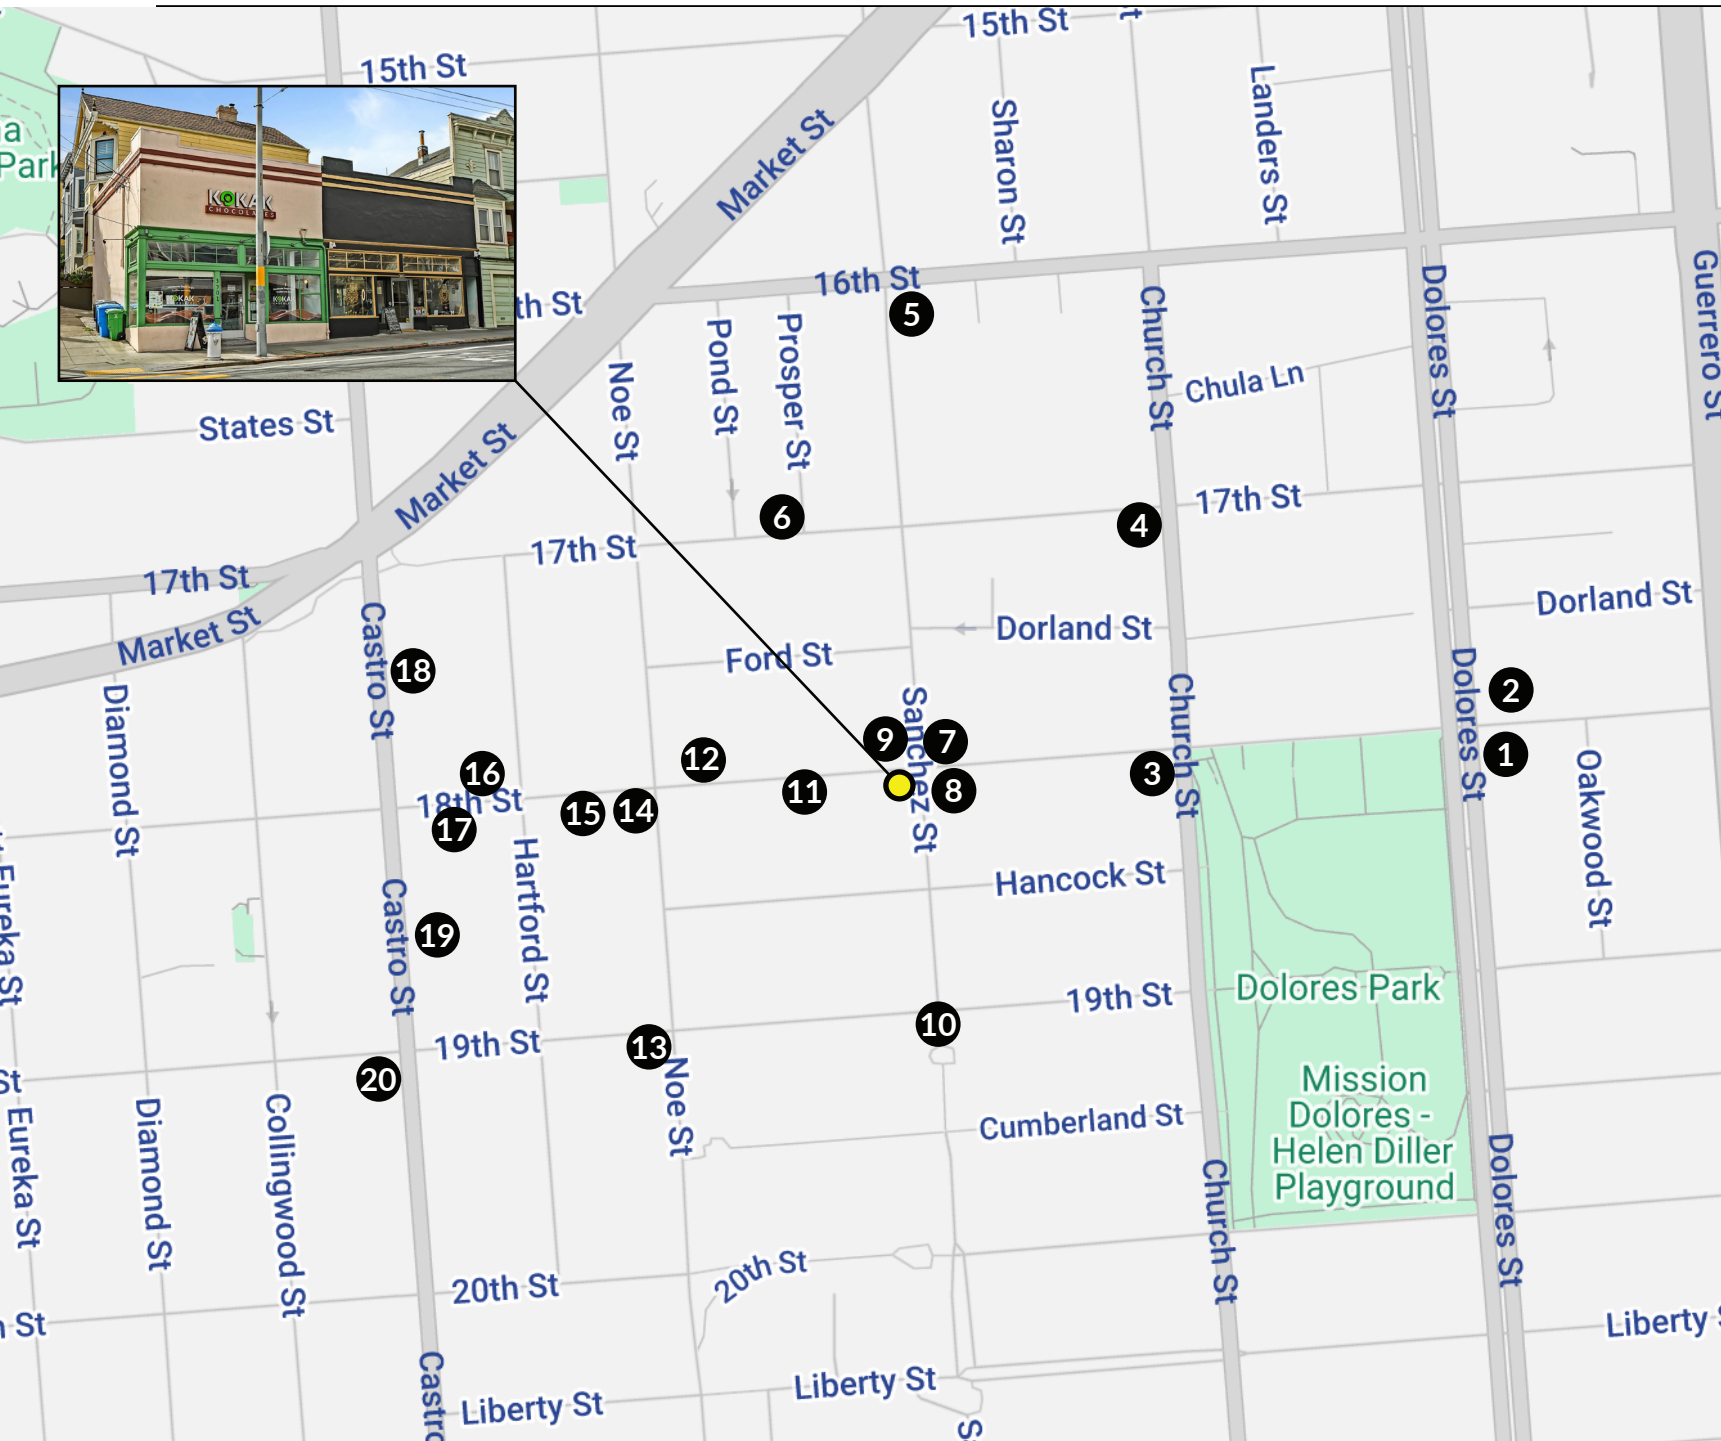 15th St
15th St
Market St
Sharon St
Landers St
Park
KOKAK
CHOCOLATES
KOKAK
KOKAK
16th St
th St
5
Church St
Dolores St
Guerrero St
Pond St
Prosper St
Noe St
Chula Ln
States St
Market St
17th St
6
4
17th St
17th St
Market St
Dorland St
Dorland St
Ford St
Castro St
18
Diamond St
Sanchez St
Church St
Dolores St
2
1
Oakwood St
9
7
3
12
11
8
16
18th St
17
15
14
Hartford St
Hancock St
Castro St
19
Eureka St
Dolores Park
19th St
10
19th St
13
20
Noe St
St
Mission
Dolores -
Helen Diller
Playground
Cumberland St
Eureka St
Diamond St
Collingwood St
Church St
Dolores St
20th St
20th St
St
Liberty
Castro
Liberty St
Liberty St